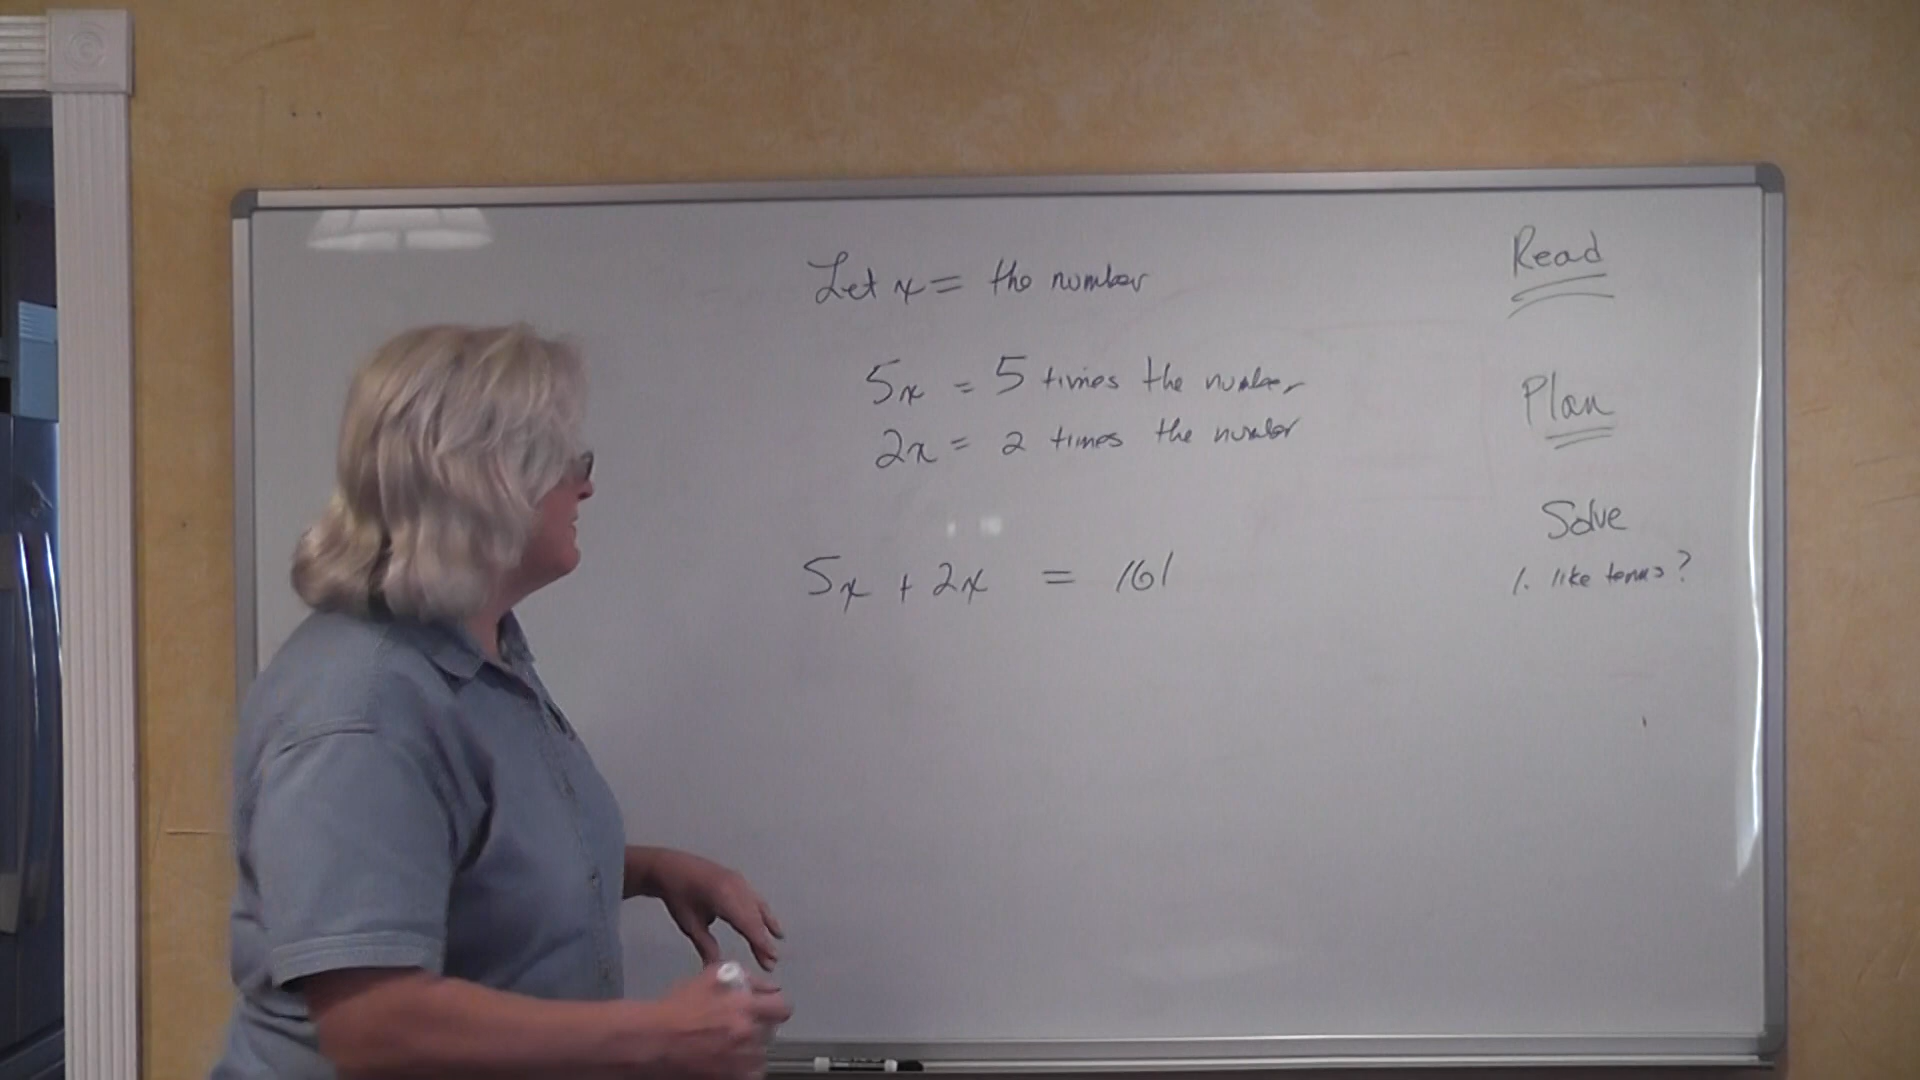 Let x = the number
5x = 5 times the number
2x = 2 times the number
5x + 2x = 161
Read
Plan
Solve
1. like terms?